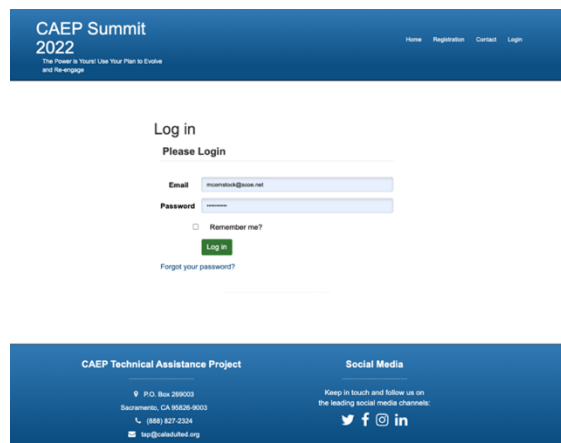 CAEP Summit
2022
The Power is Yours! Use Your Plan to Evolve
and Re-engage
Home Registration Contact Login
Log in
Please Login
Email mcomstock@scoe.net
Password ••••••••••
Remember me?
Log in
Forgot your password?
CAEP Technical Assistance Project
P.O. Box 269003
Sacramento, CA 95826-9003
(888) 827-2324
tap@caladulted.org
Social Media
Keep in touch and follow us on
the leading social media channels: